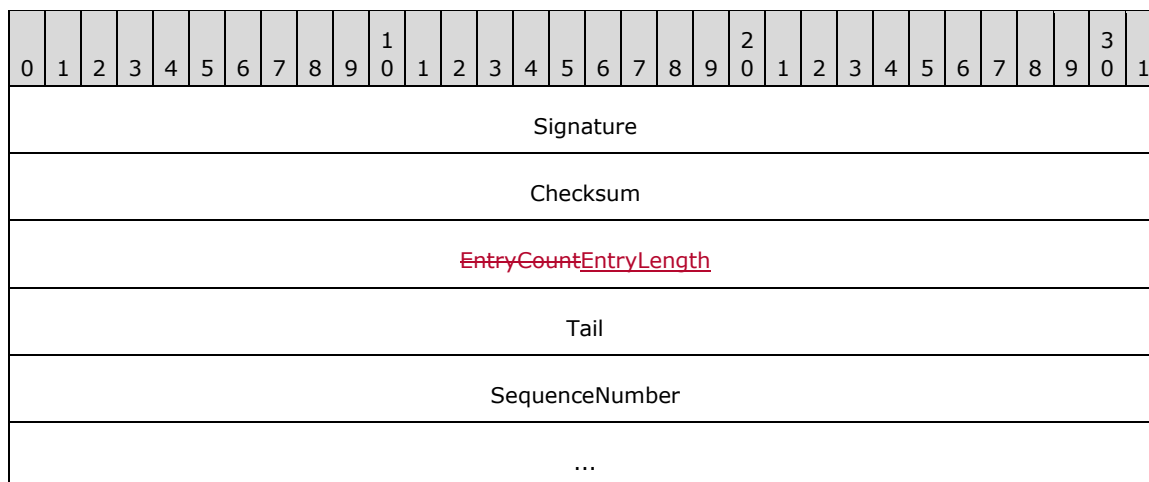 1 2 3
0 1 2 3 4 5 6 7 8 9 0 1 2 3 4 5 6 7 8 9 0 1 2 3 4 5 6 7 8 9 0 1
Signature
Checksum
EntryCountEntryLength
Tail
SequenceNumber
...